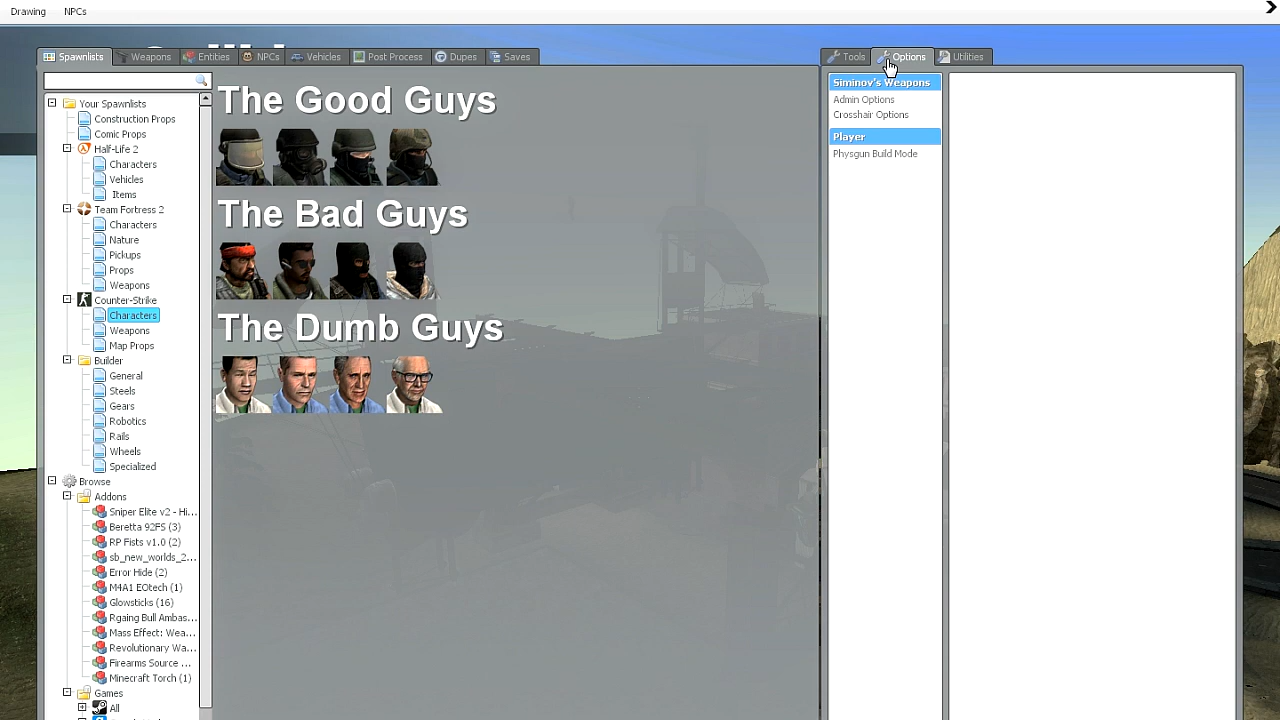 Drawing NPCs
Spawnlists Weapons Entities NPCs Vehicles Post Process Dupes Saves
Tools Options Utilities
Your Spawnlists
Construction Props
Comic Props
Half-Life 2
Characters
Vehicles
Items
Team Fortress 2
Characters
Nature
Pickups
Props
Weapons
Counter-Strike
Characters
Weapons
Map Props
Builder
General
Steels
Gears
Robotics
Rails
Wheels
Specialized
Browse
Addons
Sniper Elite v2 - Hi...
Beretta 92FS (3)
RP Fists v1.0 (2)
sb_new_worlds_2...
Error Hide (2)
M4A1 EOtech (1)
Glowsticks (16)
Rgaing Bull Ambas...
Mass Effect: Wea...
Revolutionary Wa...
Firearms Source ...
Minecraft Torch (1)
Games
All
The Good Guys
The Bad Guys
The Dumb Guys
Siminov's Weapons
Admin Options
Crosshair Options
Player
Physgun Build Mode